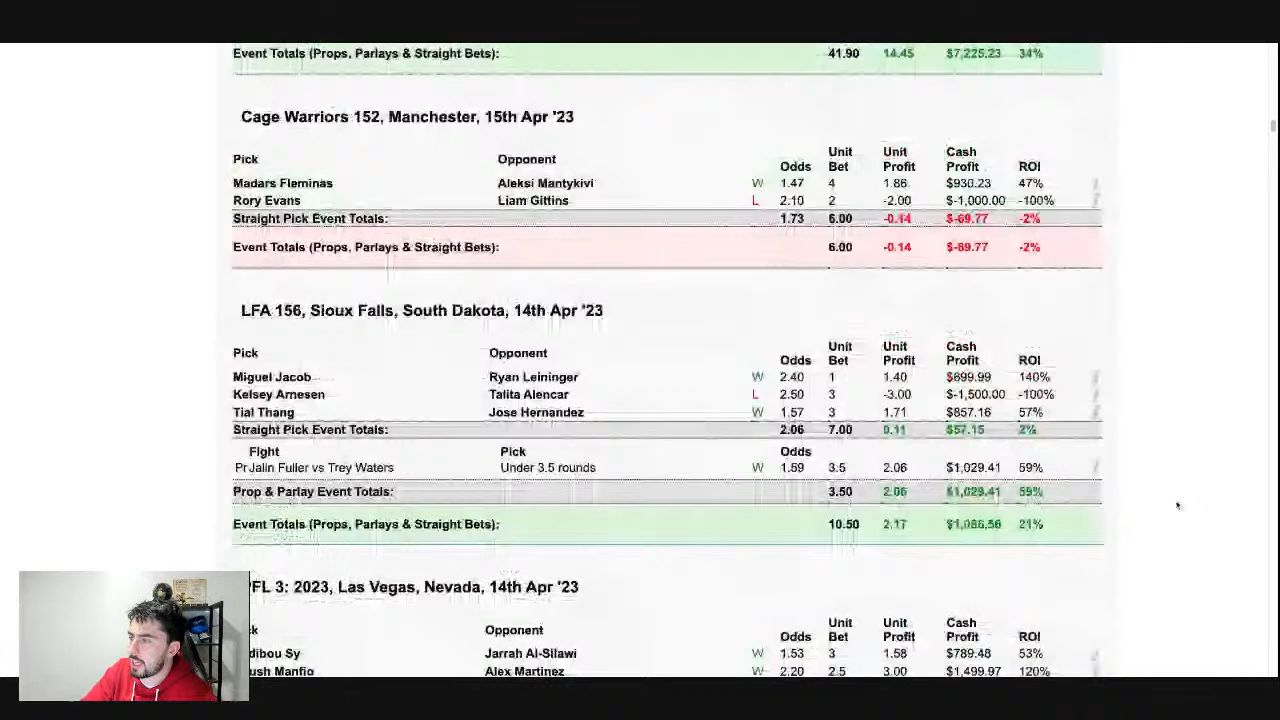 Event Totals (Props, Parlays & Straight Bets): 41.90 14.45 $7,225.23 34%
Cage Warriors 152, Manchester, 15th Apr '23
Pick Opponent Odds Unit Bet Unit Profit Cash Profit ROI
Madars Fleminas Aleksi Mantykivi W 1.47 4 1.86 $930.23 47%
Rory Evans Liam Gittins L 2.10 2 -2.00 $-1,000.00 -100%
Straight Pick Event Totals: 1.73 6.00 -0.14 $-69.77 -2%
Event Totals (Props, Parlays & Straight Bets): 6.00 -0.14 $-69.77 -2%
LFA 156, Sioux Falls, South Dakota, 14th Apr '23
Pick Opponent Odds Unit Bet Unit Profit Cash Profit ROI
Miguel Jacob Ryan Leininger W 2.40 1 1.40 $699.99 140%
Kelsey Arnesen Talita Alencar L 2.50 3 -3.00 $-1,500.00 -100%
Tial Thang Jose Hernandez W 1.57 3 1.71 $857.16 57%
Straight Pick Event Totals: 2.06 7.00 0.11 $57.15 2%
Fight Pick Odds
Pr Jalin Fuller vs Trey Waters Under 3.5 rounds W 1.59 3.5 2.06 $1,029.41 59%
Prop & Parlay Event Totals: 3.50 2.06 $1,029.41 59%
Event Totals (Props, Parlays & Straight Bets): 10.50 2.17 $1,086.56 21%
FL 3: 2023, Las Vegas, Nevada, 14th Apr '23
ck Opponent Odds Unit Bet Unit Profit Cash Profit ROI
dibou Sy Jarrah Al-Silawi W 1.53 3 1.58 $789.48 53%
ush Manfio Alex Martinez W 2.20 2.5 3.00 $1,499.97 120%